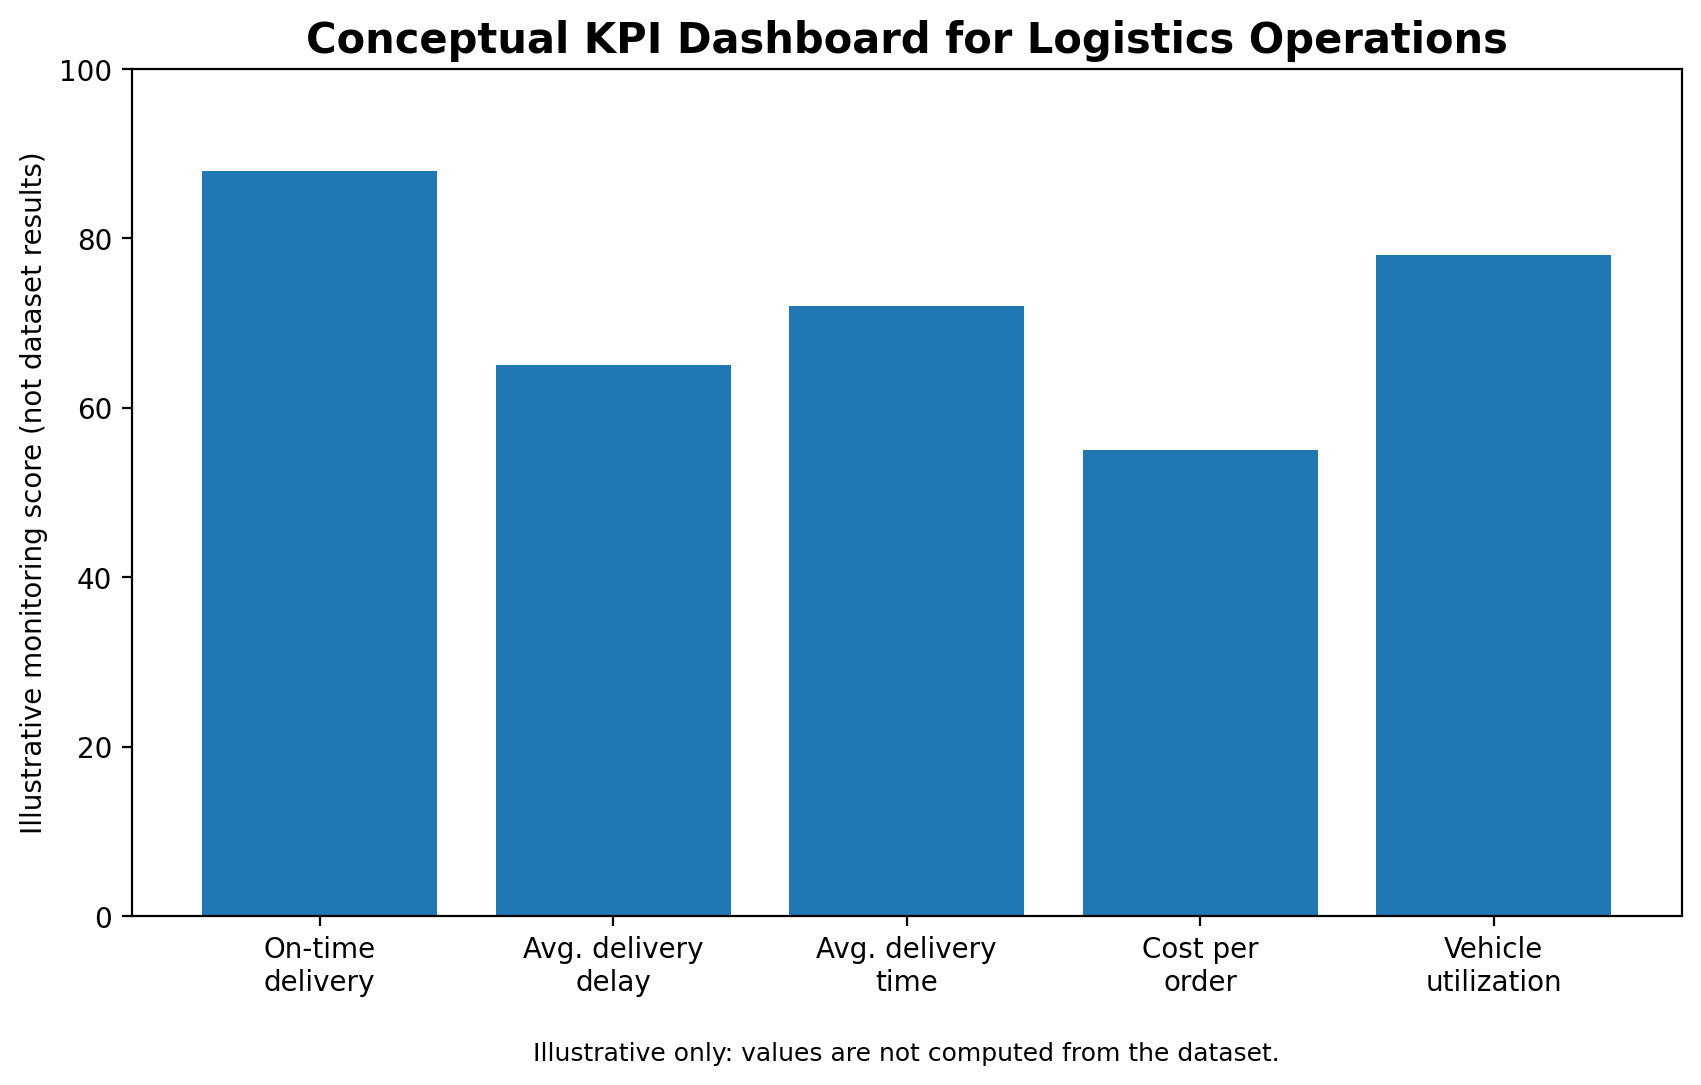 Conceptual KPI Dashboard for Logistics Operations
Illustrative monitoring score (not dataset results)
100
80
60
40
20
0
On-time
delivery
Avg. delivery
delay
Avg. delivery
time
Cost per
order
Vehicle
utilization
Illustrative only: values are not computed from the dataset.